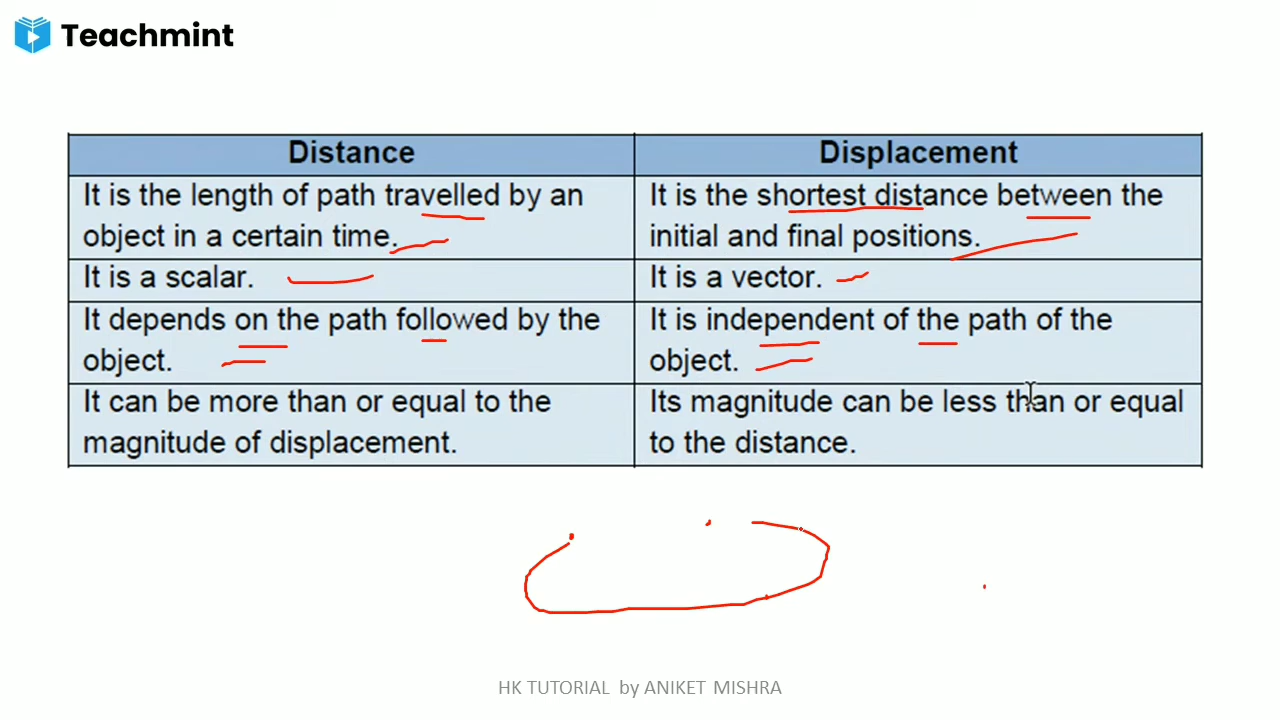 Teachmint
Distance
Displacement
It is the length of path travelled by an
object in a certain time.
It is the shortest distance between the
initial and final positions.
It is a scalar.
It is a vector.
It depends on the path followed by the
object.
It is independent of the path of the
object.
It can be more than or equal to the
magnitude of displacement.
Its magnitude can be less than or equal
to the distance.
HK TUTORIAL by ANIKET MISHRA